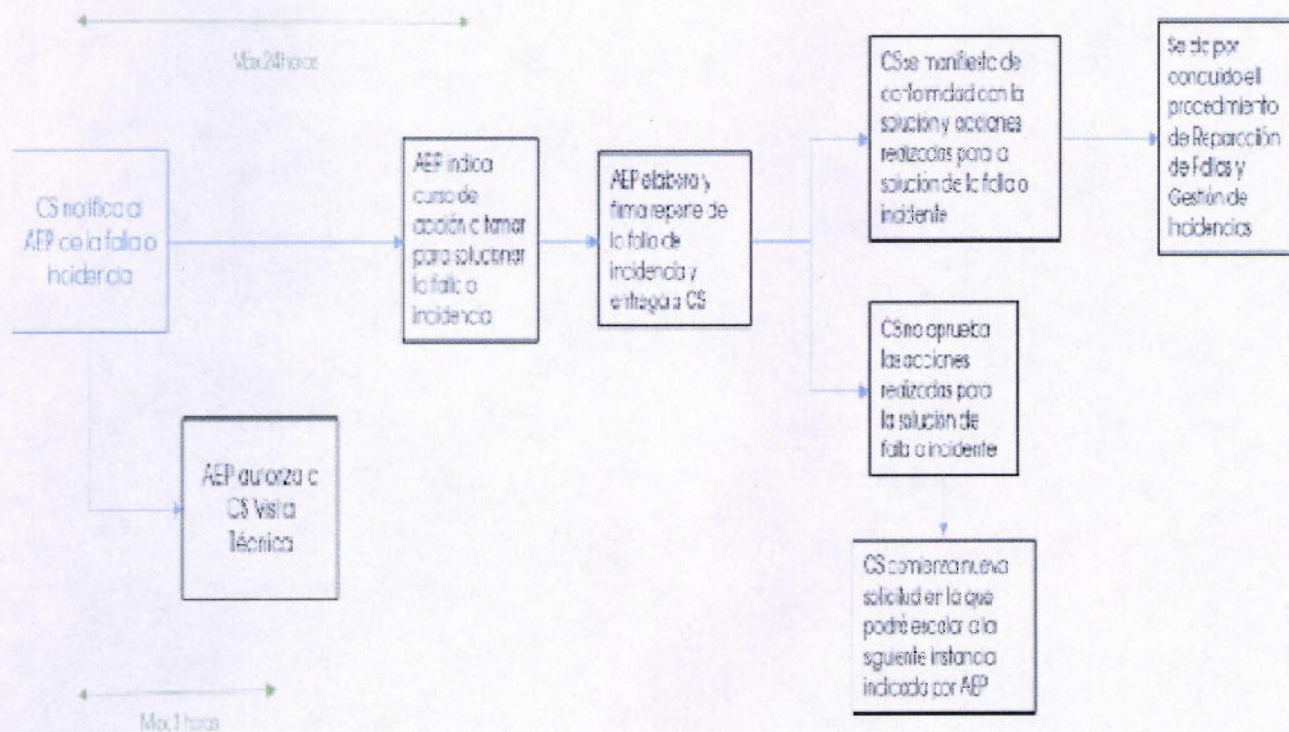 Max 24 horas
CS notifica al
AEP de la falla o
incidencia
AEP autoriza a
CS Visita
Técnica
Max 1 horas
AEP indica
curso de
acción a tomar
para solucionar
la falla o
incidencia
AEP elabora y
firma reporte de
la falla de
incidencia y
entrega a CS
CS se manifiesta de
conformidad con la
solución y acciones
realizadas para la
solución de la falla o
incidente
Se da por
concluido el
procedimiento
de Reparación
de Fallas y
Gestión de
Incidencias
CS no aprueba
las acciones
realizadas para
la solución de
falla o incidente
CS comienza nueva
solicitud en la que
podrá escalar a la
siguiente instancia
indicada por AEP